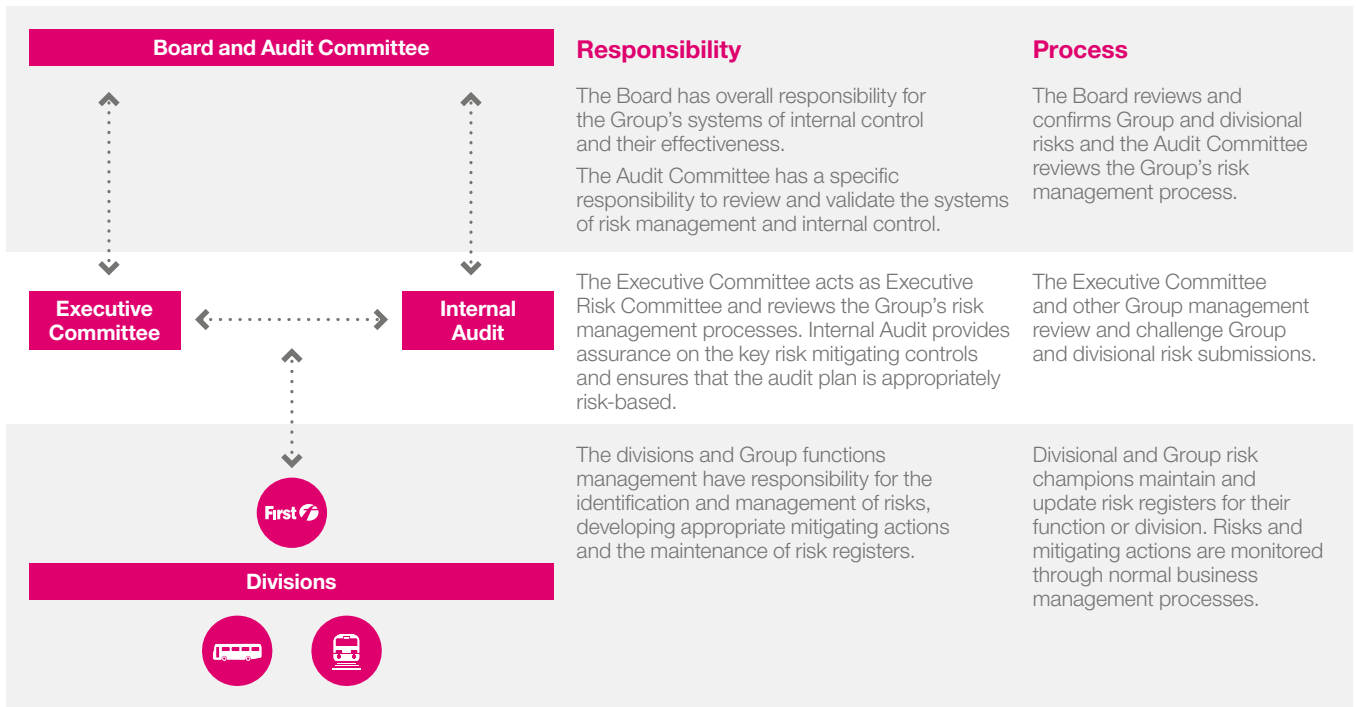 Board and Audit Committee
Responsibility
Process
The Board has overall responsibility for
the Group's systems of internal control
and their effectiveness.
The Audit Committee has a specific
responsibility to review and validate the systems
of risk management and internal control.
The Board reviews and
confirms Group and divisional
risks and the Audit Committee
reviews the Group's risk
management process.
Executive
Committee
Internal
Audit
The Executive Committee acts as Executive
Risk Committee and reviews the Group's risk
management processes. Internal Audit provides
assurance on the key risk mitigating controls
and ensures that the audit plan is appropriately
risk-based.
The Executive Committee
and other Group management
review and challenge Group
and divisional risk submissions.
First
Divisions
The divisions and Group functions
management have responsibility for the
identification and management of risks,
developing appropriate mitigating actions
and the maintenance of risk registers.
Divisional and Group risk
champions maintain and
update risk registers for their
function or division. Risks and
mitigating actions are monitored
through normal business
management processes.